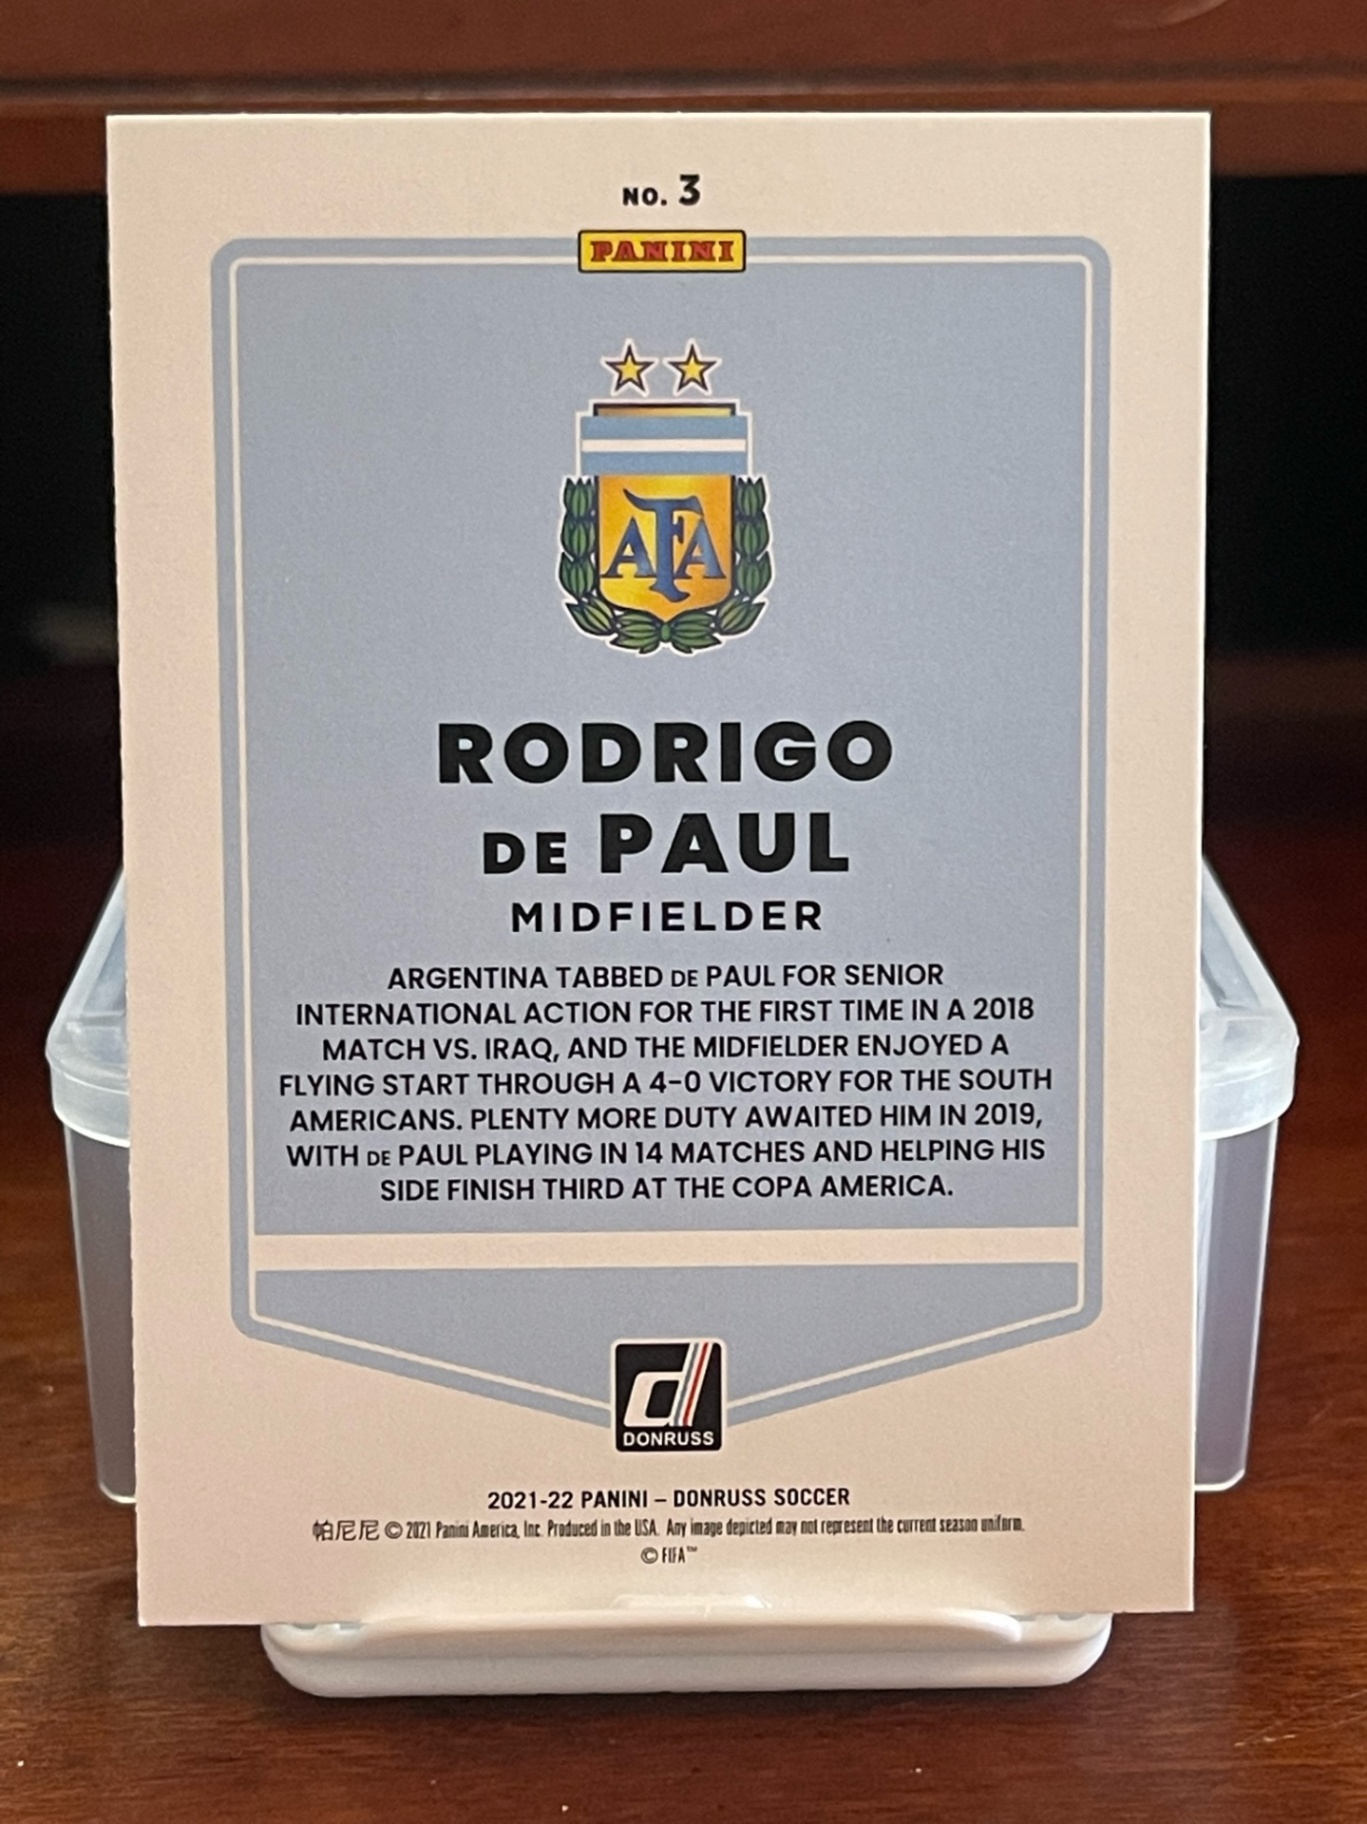 NO. 3
PANINI
AFA
RODRIGO
DE PAUL
MIDFIELDER
ARGENTINA TABBED DE PAUL FOR SENIOR
INTERNATIONAL ACTION FOR THE FIRST TIME IN A 2018
MATCH VS. IRAQ, AND THE MIDFIELDER ENJOYED A
FLYING START THROUGH A 4-0 VICTORY FOR THE SOUTH
AMERICANS. PLENTY MORE DUTY AWAITED HIM IN 2019,
WITH DE PAUL PLAYING IN 14 MATCHES AND HELPING HIS
SIDE FINISH THIRD AT THE COPA AMERICA.
d
DONRUSS
2021-22 PANINI – DONRUSS SOCCER
帕尼尼 © 2021 Panini America, Inc. Produced in the USA. Any image depicted may not represent the current season uniform.
© FIFA™